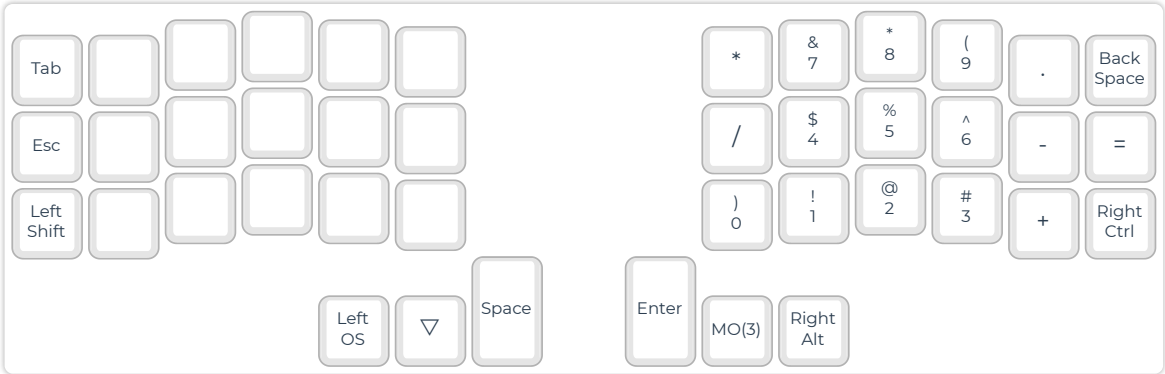 Tab
*
&
7
*
8
(
9
.
Back
Space
Esc
/
$
4
%
5
^
6
-
=
Left
Shift
)
0
!
1
@
2
#
3
+
Right
Ctrl
Left
OS
▽
Space
Enter
MO(3)
Right
Alt